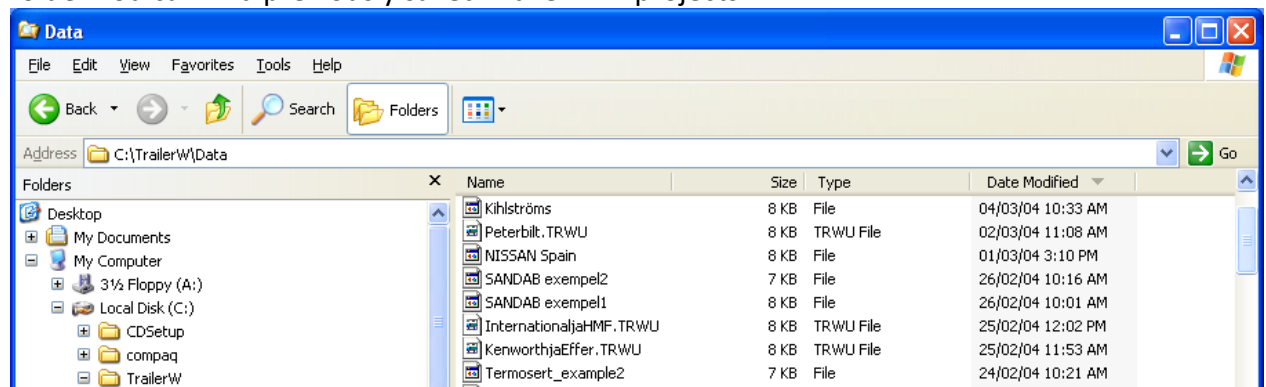 Data
File Edit View Favorites Tools Help
Back Search Folders
Address C:\TrailerW\Data Go
Folders x Name Size Type Date Modified
Desktop
My Documents
My Computer
3½ Floppy (A:)
Local Disk (C:)
CDSetup
compaq
TrailerW
Kihlströms 8 KB File 04/03/04 10:33 AM
Peterbilt.TRWU 8 KB TRWU File 02/03/04 11:08 AM
NISSAN Spain 8 KB File 01/03/04 3:10 PM
SANDAB exempel2 7 KB File 26/02/04 10:16 AM
SANDAB exempel1 8 KB File 26/02/04 10:01 AM
InternationaljaHMF.TRWU 8 KB TRWU File 25/02/04 12:02 PM
KenworthjaEffer.TRWU 8 KB TRWU File 25/02/04 11:53 AM
Termosert_example2 7 KB File 24/02/04 10:21 AM